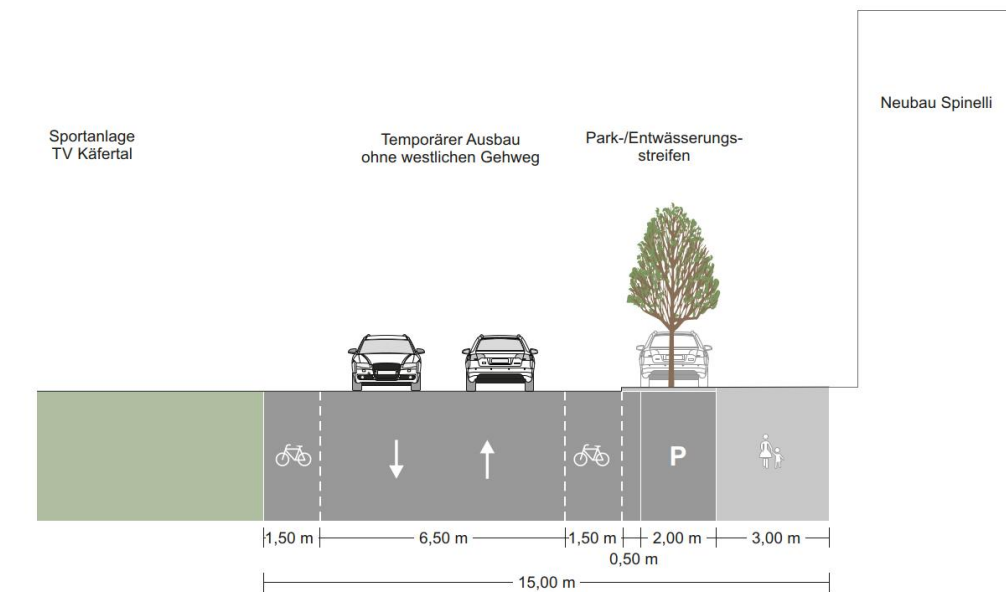 Neubau Spinelli
Sportanlage
TV Käfertal
Temporärer Ausbau
ohne westlichen Gehweg
Park-/Entwässerungs-
streifen
P
1,50 m
6,50 m
1,50 m
2,00 m
3,00 m
0,50 m
15,00 m